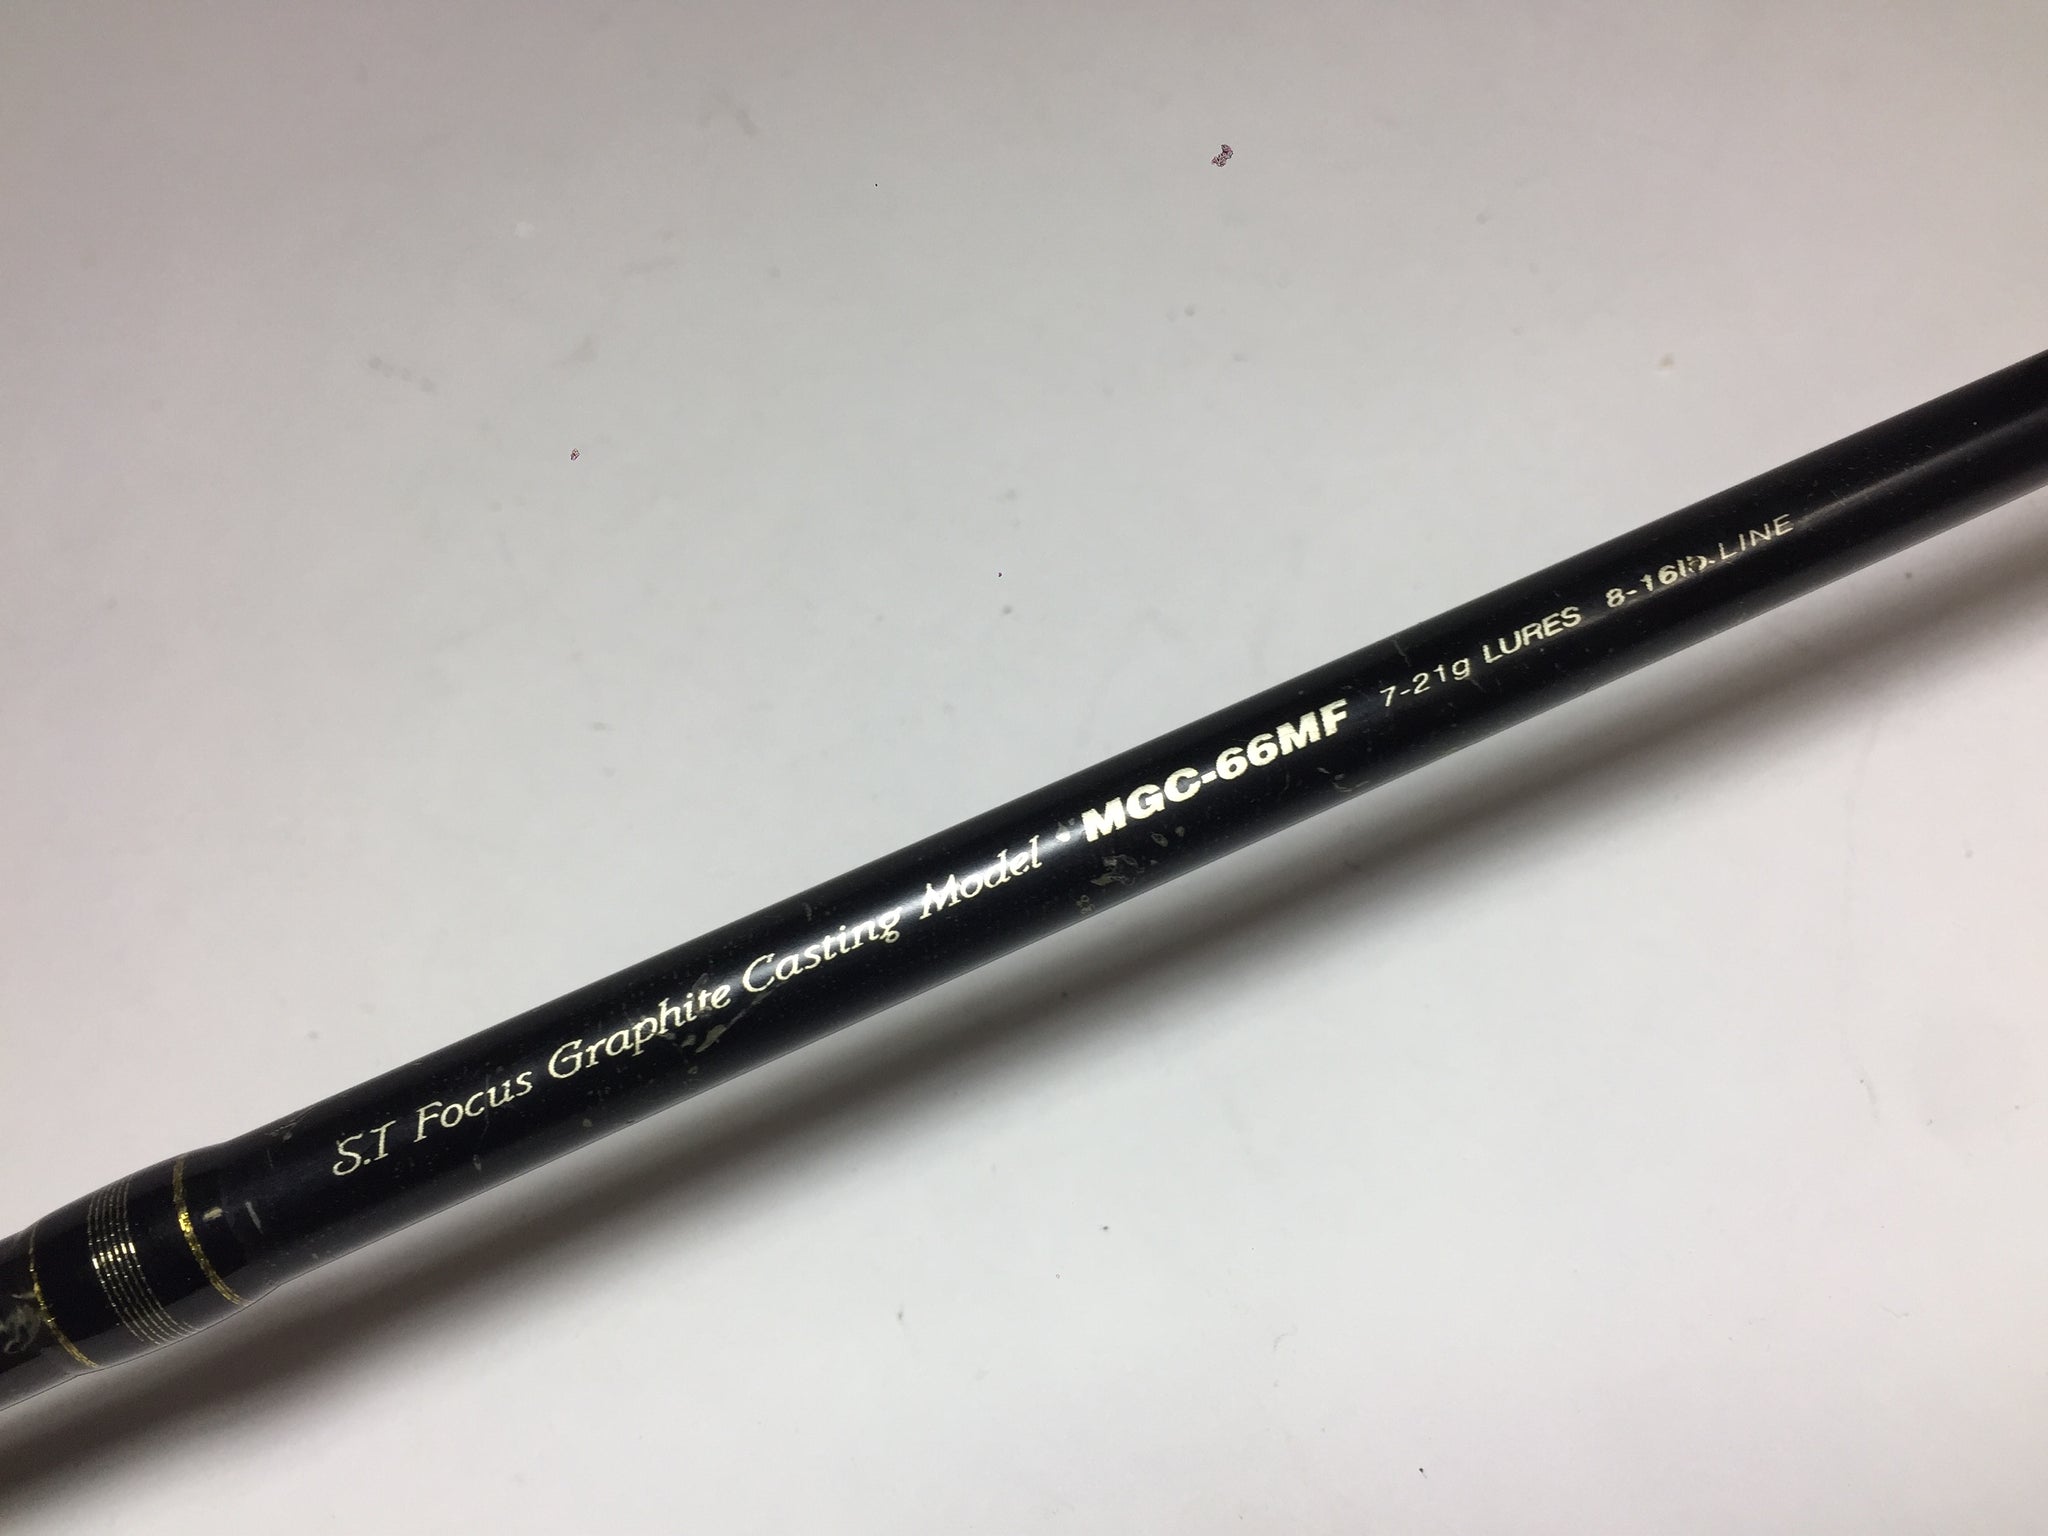 S.I Focus Graphite Casting Model · MGC-66MF 7-21g LURES 8-16lb.LINE